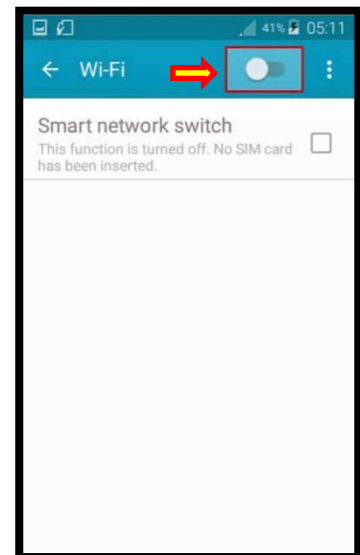 41% 05:11
Wi-Fi
Smart network switch
This function is turned off. No SIM card
has been inserted.